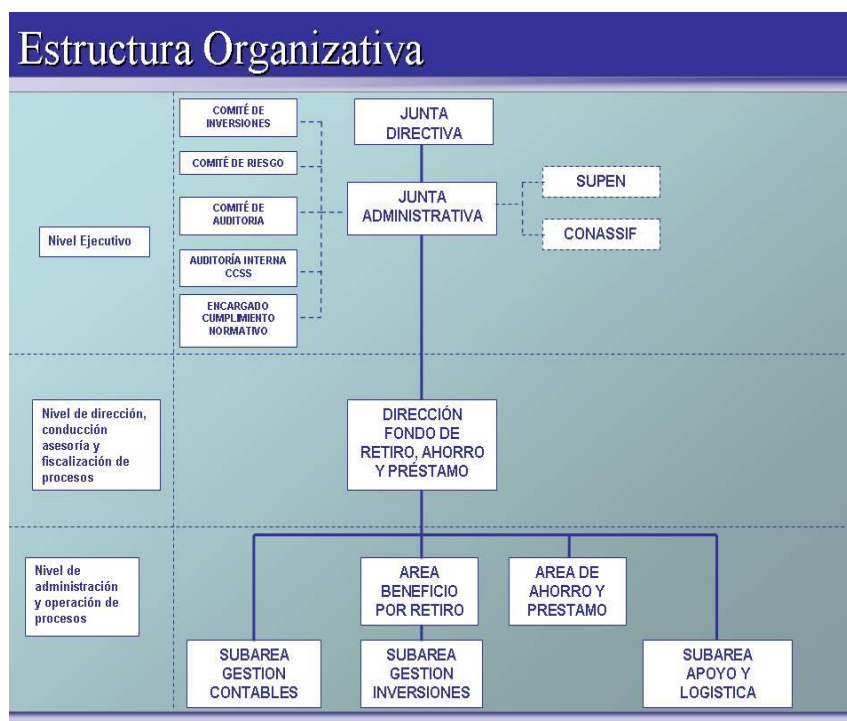 Estructura Organizativa
COMITÉ DE
INVERSIONES
JUNTA
DIRECTIVA
COMITÉ DE RIESGO
SUPEN
JUNTA
ADMINISTRATIVA
COMITÉ DE
AUDITORIA
CONASSIF
Nivel Ejecutivo
AUDITORÍA INTERNA
CCSS
ENCARGADO
CUMPLIMIENTO
NORMATIVO
Nivel de dirección,
conducción
asesoría y
fiscalización de
procesos
DIRECCIÓN
FONDO DE
RETIRO, AHORRO
Y PRÉSTAMO
Nivel de
administración
y operación de
procesos
AREA
BENEFICIO
POR RETIRO
AREA DE
AHORRO Y
PRESTAMO
SUBAREA
GESTION
CONTABLES
SUBAREA
GESTION
INVERSIONES
SUBAREA
APOYO Y
LOGISTICA